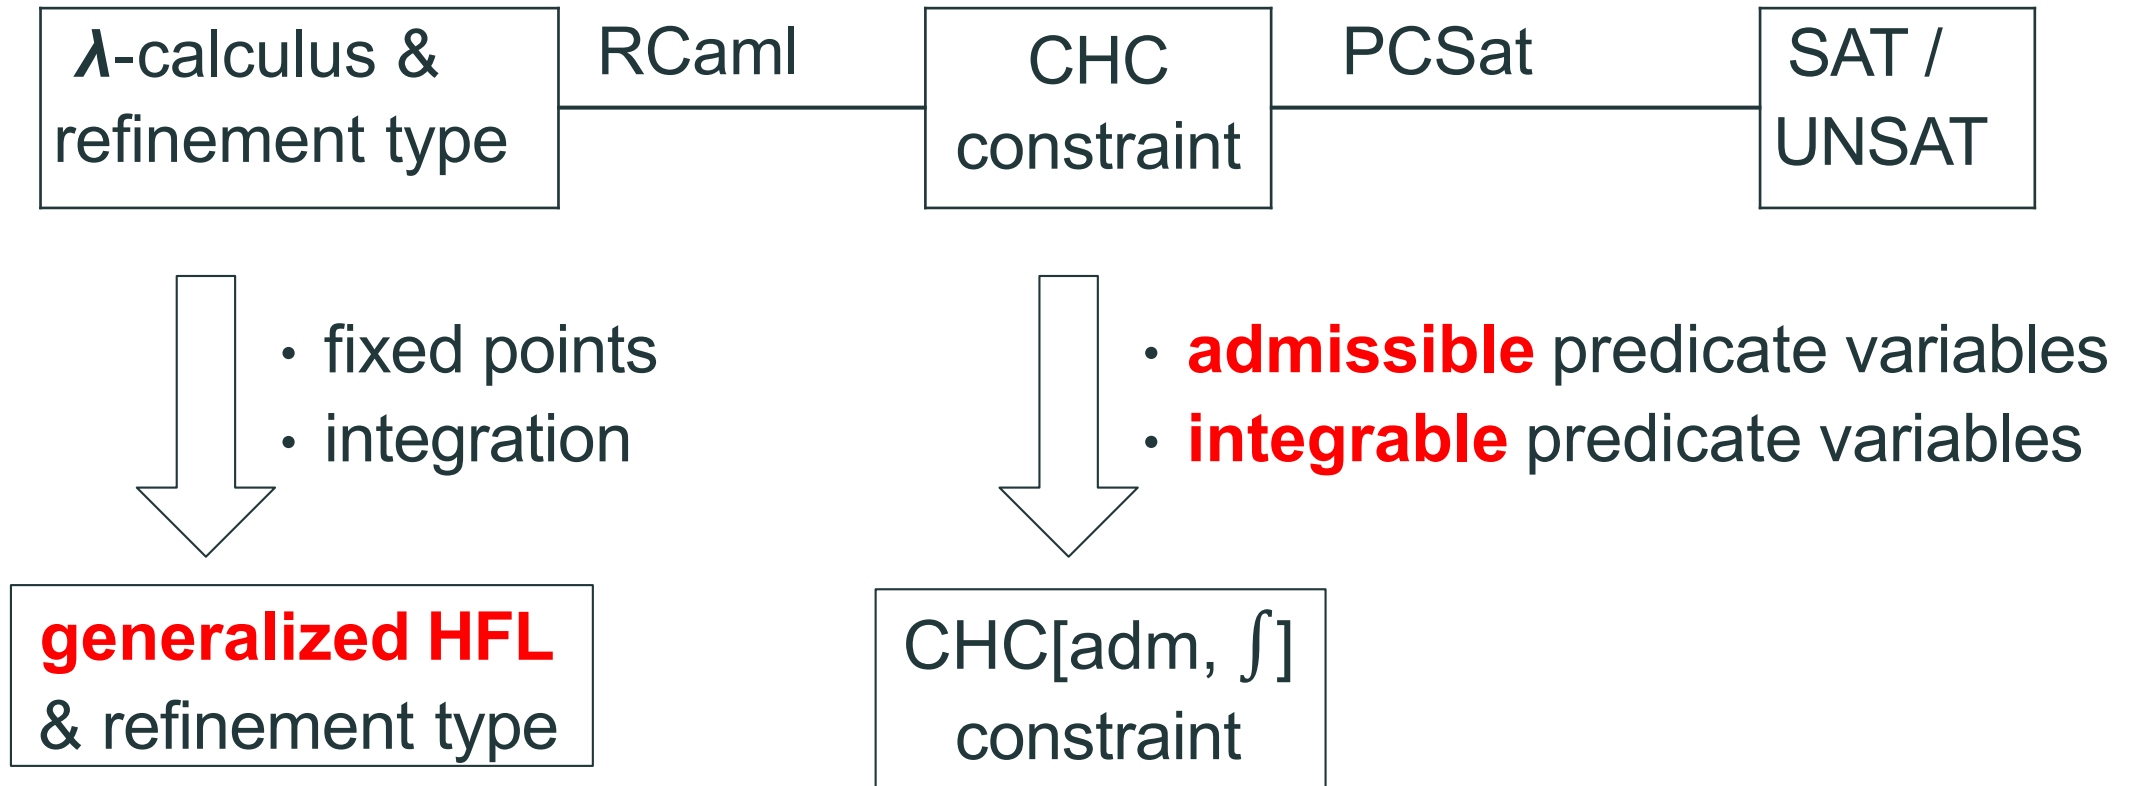 λ-calculus &
refinement type
RCaml
CHC
constraint
PCSat
SAT /
UNSAT
• fixed points
• integration
• admissible predicate variables
• integrable predicate variables
generalized HFL
& refinement type
CHC[adm, ∫]
constraint